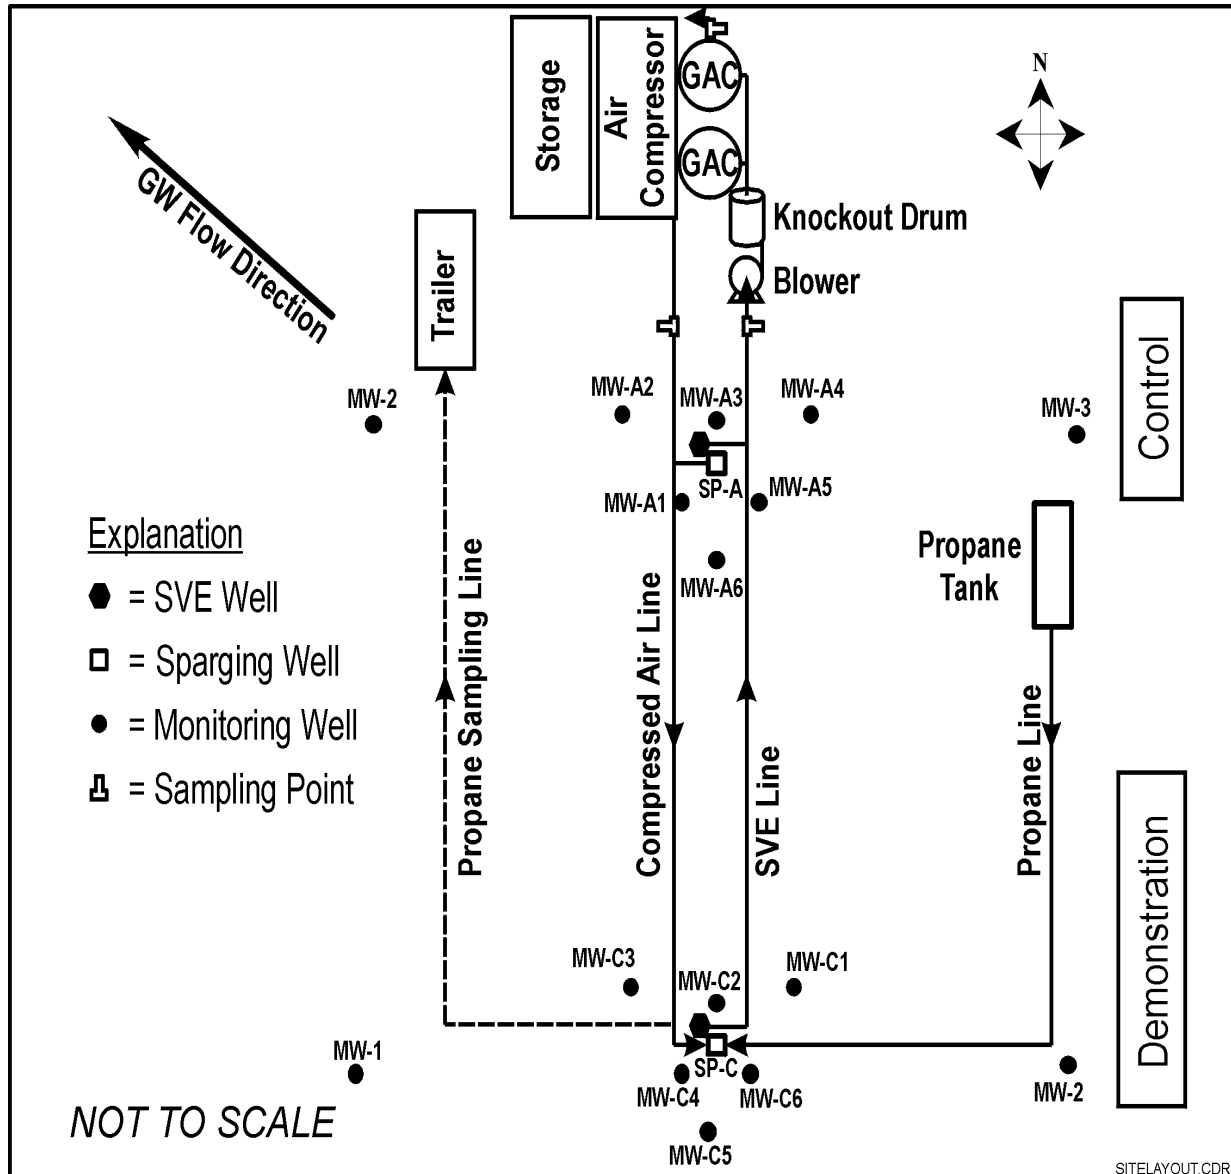 Storage
Air
Compressor
GAC
GAC
N
GW Flow Direction
Trailer
Knockout Drum
Blower
Control
MW-2
MW-A2
MW-A3
MW-A4
MW-3
SP-A
MW-A1
MW-A5
MW-A6
Propane
Tank
Explanation
= SVE Well
= Sparging Well
= Monitoring Well
= Sampling Point
Propane Sampling Line
Compressed Air Line
SVE Line
Propane Line
Demonstration
MW-C3
MW-C2
MW-C1
MW-1
SP-C
MW-C4
MW-C6
MW-2
MW-C5
NOT TO SCALE
SITELAYOUT.CDR